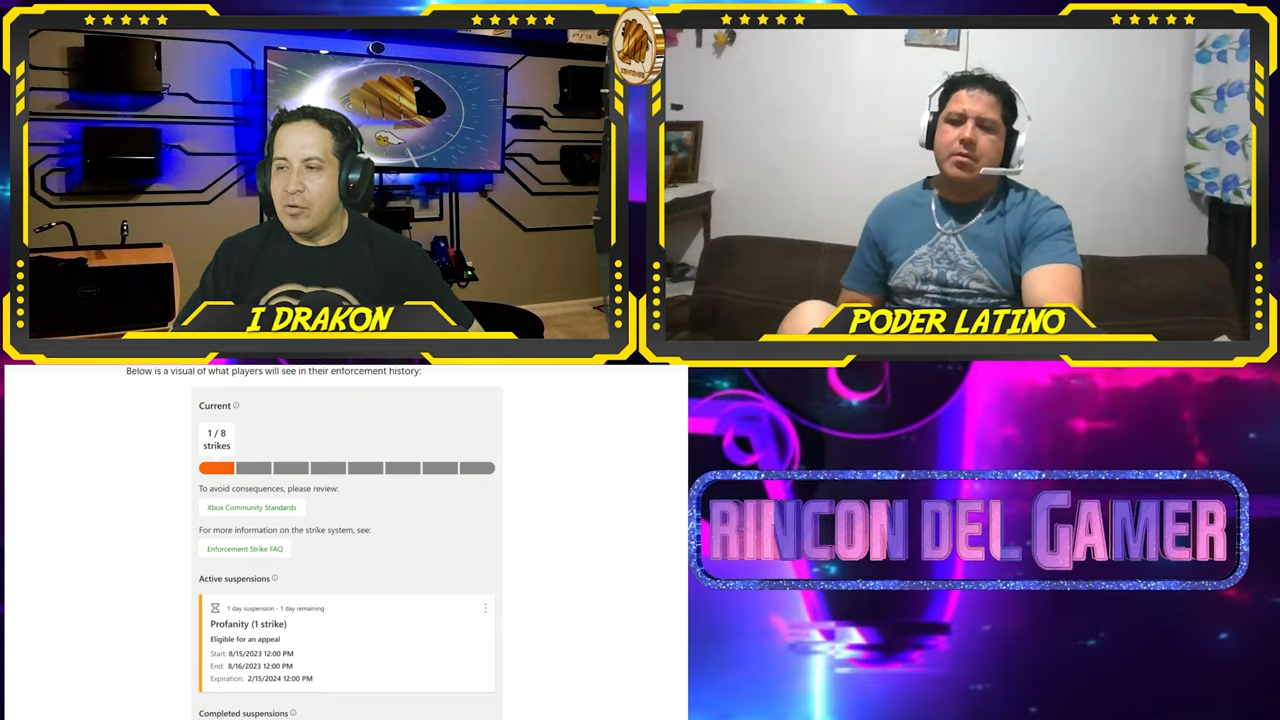 I DRAKON
PODER LATINO
Below is a visual of what players will see in their enforcement history:
Current
1 / 8
strikes
To avoid consequences, please review:
Xbox Community Standards
For more information on the strike system, see:
Enforcement Strike FAQ
Active suspensions
1 day suspension - 1 day remaining
Profanity (1 strike)
Eligible for an appeal
Start: 8/15/2023 12:00 PM
End: 8/16/2023 12:00 PM
Expiration: 2/15/2024 12:00 PM
Completed suspensions
RINCON DEL GAMER